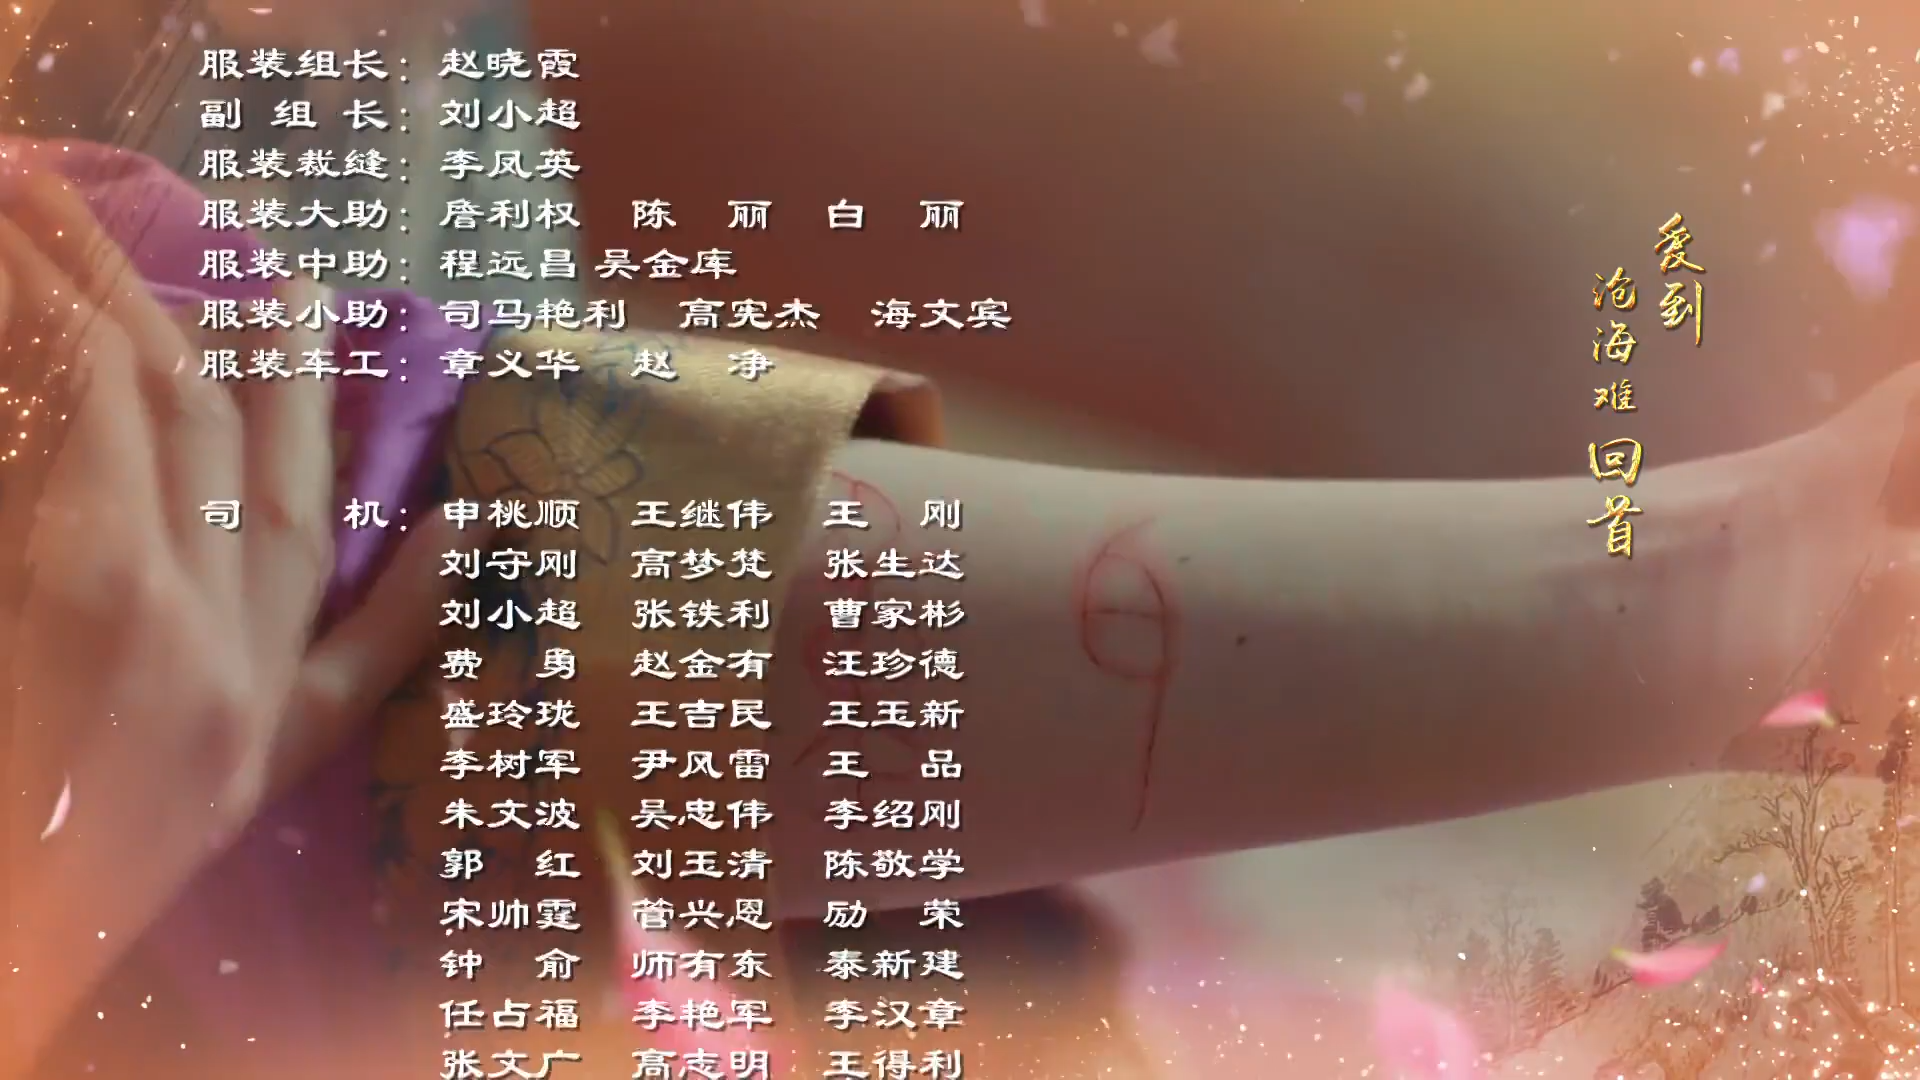 服装组长：赵晓霞
副组长：刘小超
服装裁缝：李凤英
服装大助：詹利权 陈丽 白丽
服装中助：程远昌 吴金库
服装小助：司马艳利 高宪杰 海文宾
服装车工：章义华 赵净
司机：申桃顺 王继伟 王刚
刘守刚 高梦梵 张生达
刘小超 张铁利 曹家彬
费勇 赵金有 汪珍德
盛玲珑 王吉民 王玉新
李树军 尹风雷 王品
朱文波 吴忠伟 李绍刚
郭红 刘玉清 陈敬学
宋帅霆 菅兴恩 励荣
钟俞 师有东 泰新建
任占福 李艳军 李汉章
张文广 高志明 王得利
爱到
沧海难回首